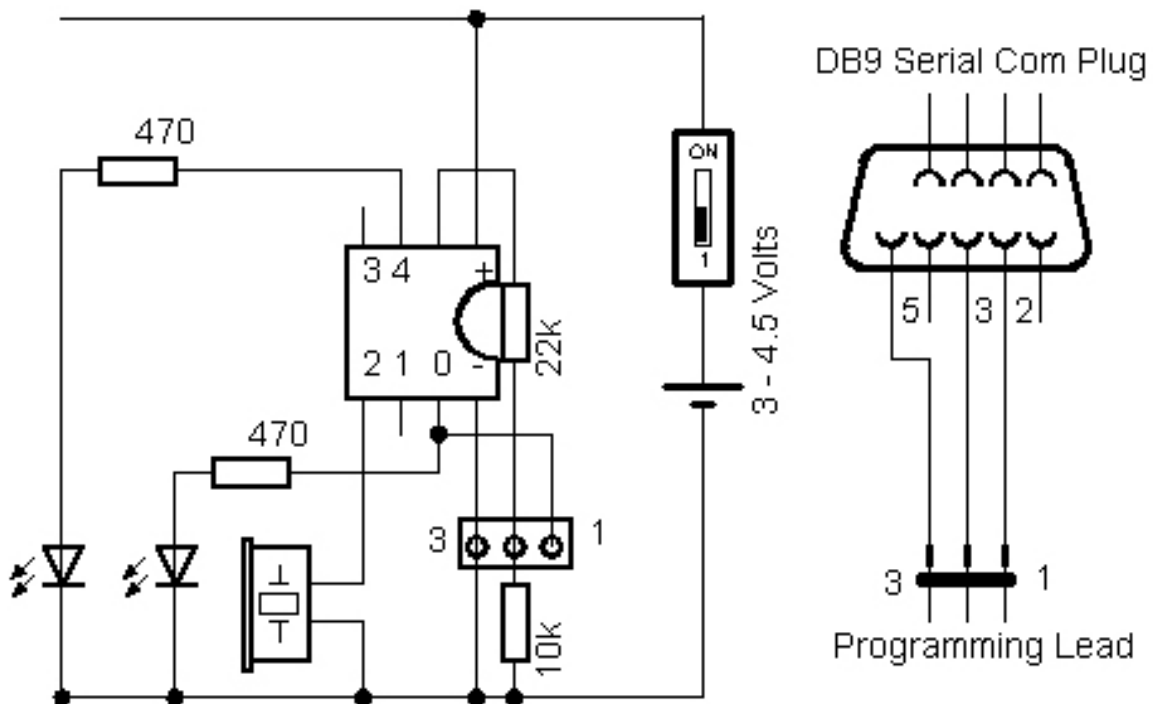 DB9 Serial Com Plug
470
ON
1
3 4 +
2 1 0 -
22k
3 - 4.5 Volts
5 3 2
470
3 1
10k
3 1
Programming Lead